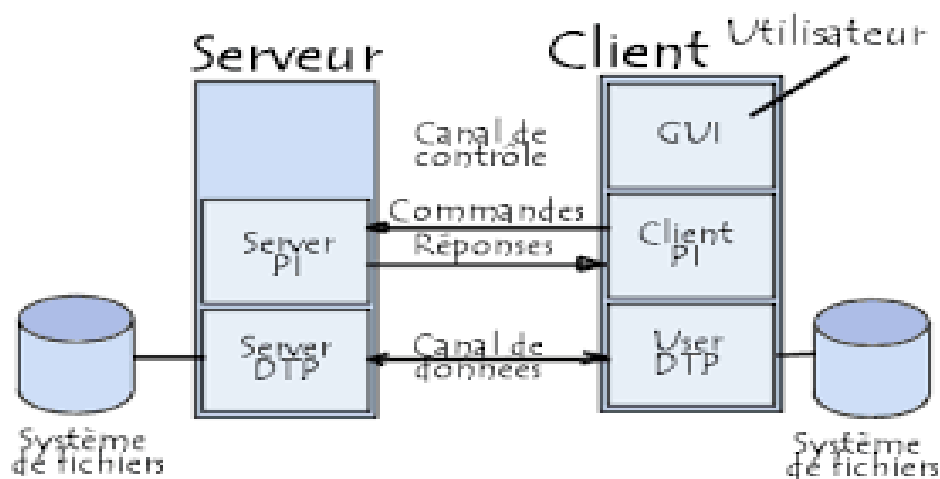 Serveur
Client
Utilisateur
GUI
Canal de
contrôle
Commandes
Réponses
Server
PI
Client
PI
Server
DTP
Canal de
données
User
DTP
Système
de fichiers
Système
de fichiers